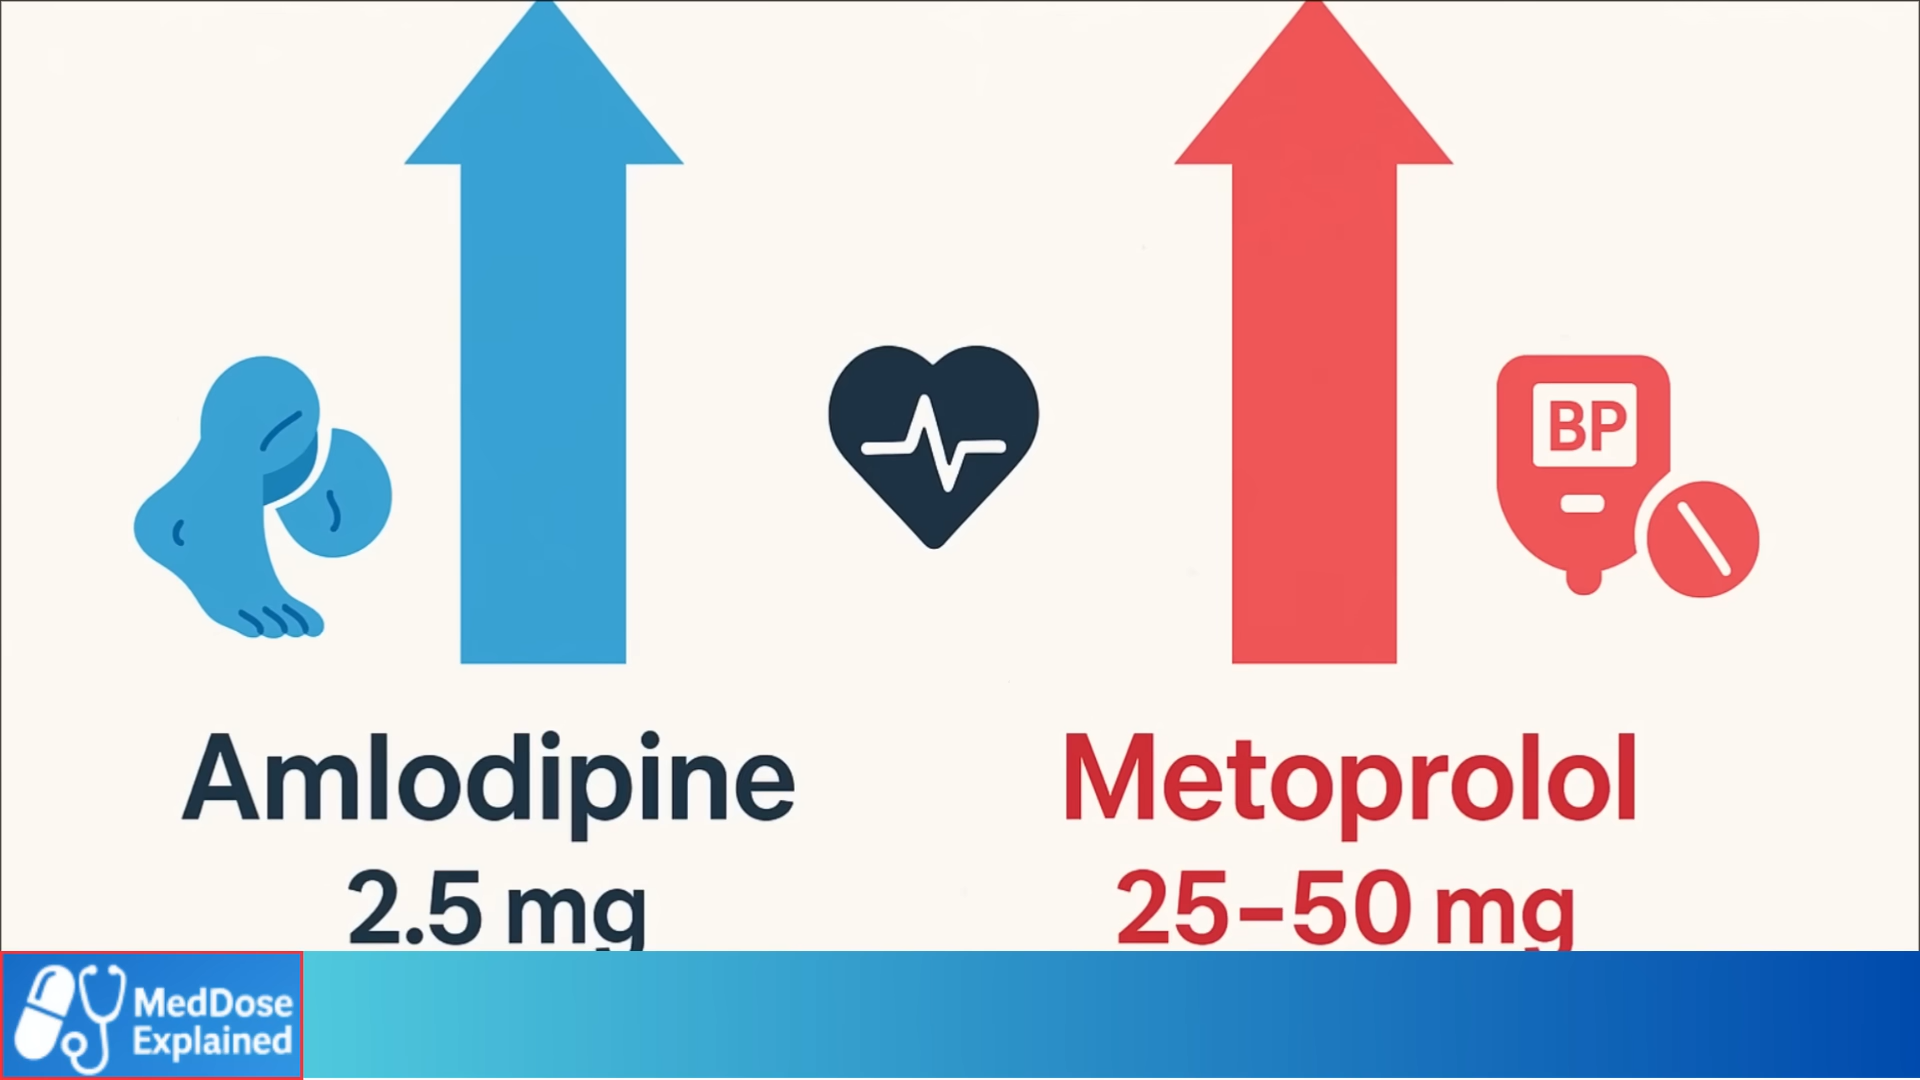 BP
Amlodipine
2.5 mg
Metoprolol
25–50 mg
MedDose
Explained